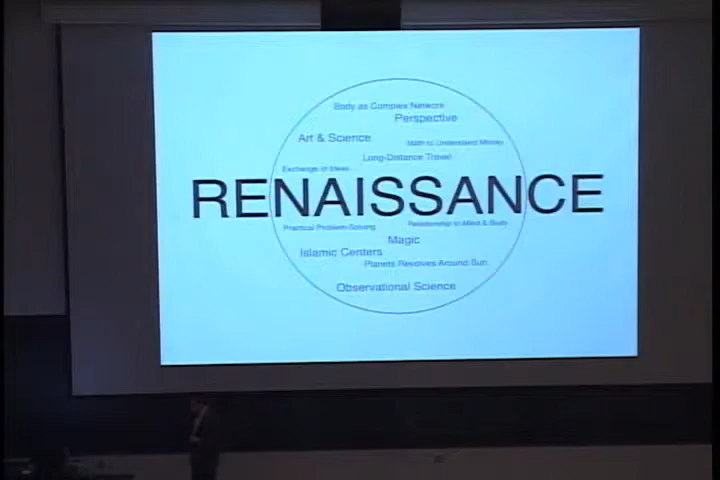 Body as Complex Network
Perspective
Art & Science
Math to Understand World
Long-Distance Travel
Exchange of Ideas
RENAISSANCE
Practical Problem-Solving
Relationship to Mind & Body
Magic
Islamic Centers
Planets Revolves Around Sun
Observational Science